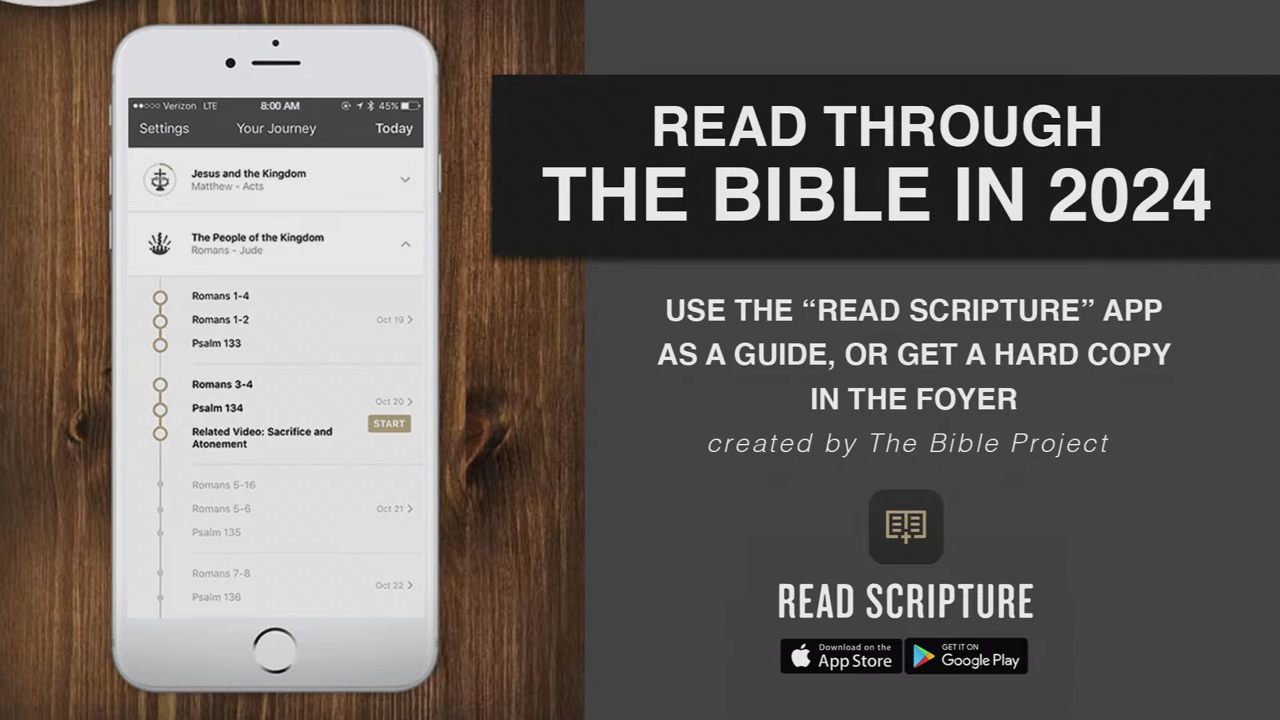 ●●○○○ Verizon LTE 8:00 AM 45%
Settings Your Journey Today
Jesus and the Kingdom
Matthew - Acts
The People of the Kingdom
Romans - Jude
Romans 1-4
Romans 1-2 Oct 19 >
Psalm 133
Romans 3-4
Psalm 134 Oct 20 >
START
Related Video: Sacrifice and
Atonement
Romans 5-16
Romans 5-6 Oct 21 >
Psalm 135
Romans 7-8
Oct 22 >
Psalm 136
READ THROUGH
THE BIBLE IN 2024
USE THE “READ SCRIPTURE” APP
AS A GUIDE, OR GET A HARD COPY
IN THE FOYER
created by The Bible Project
READ SCRIPTURE
Download on the
App Store
GET IT ON
Google Play